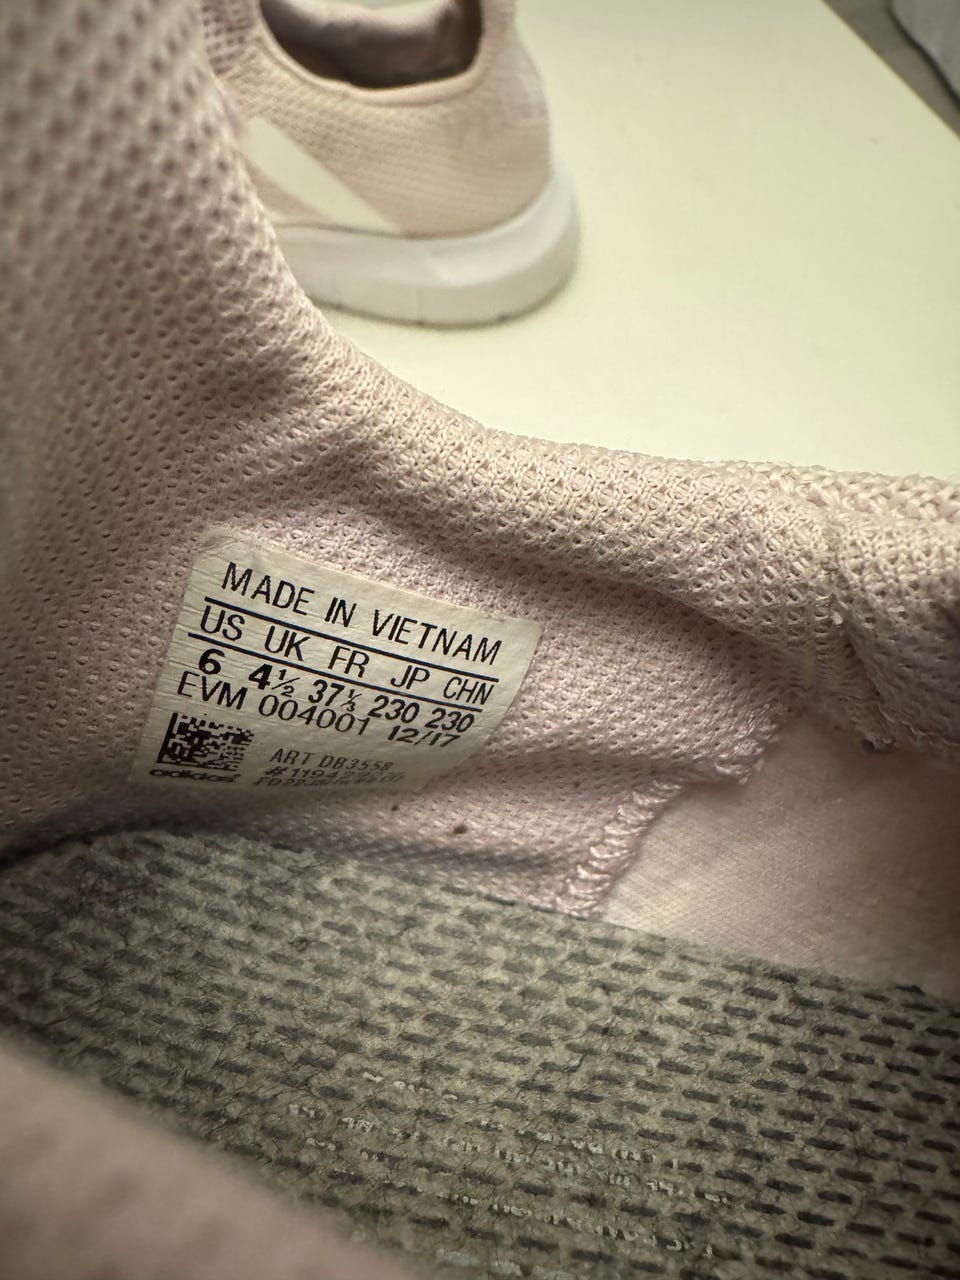 MADE IN VIETNAM
US UK FR JP CHN
6 4½ 37⅓ 230 230
EVM 004001 12/17
ART DB3558
adidas